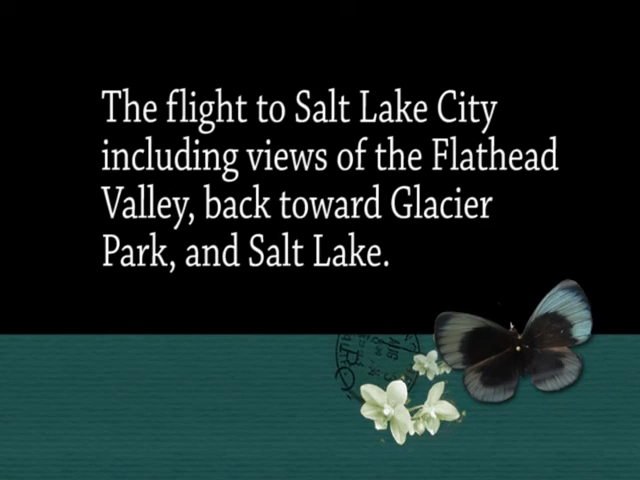 The flight to Salt Lake City
including views of the Flathead
Valley, back toward Glacier
Park, and Salt Lake.